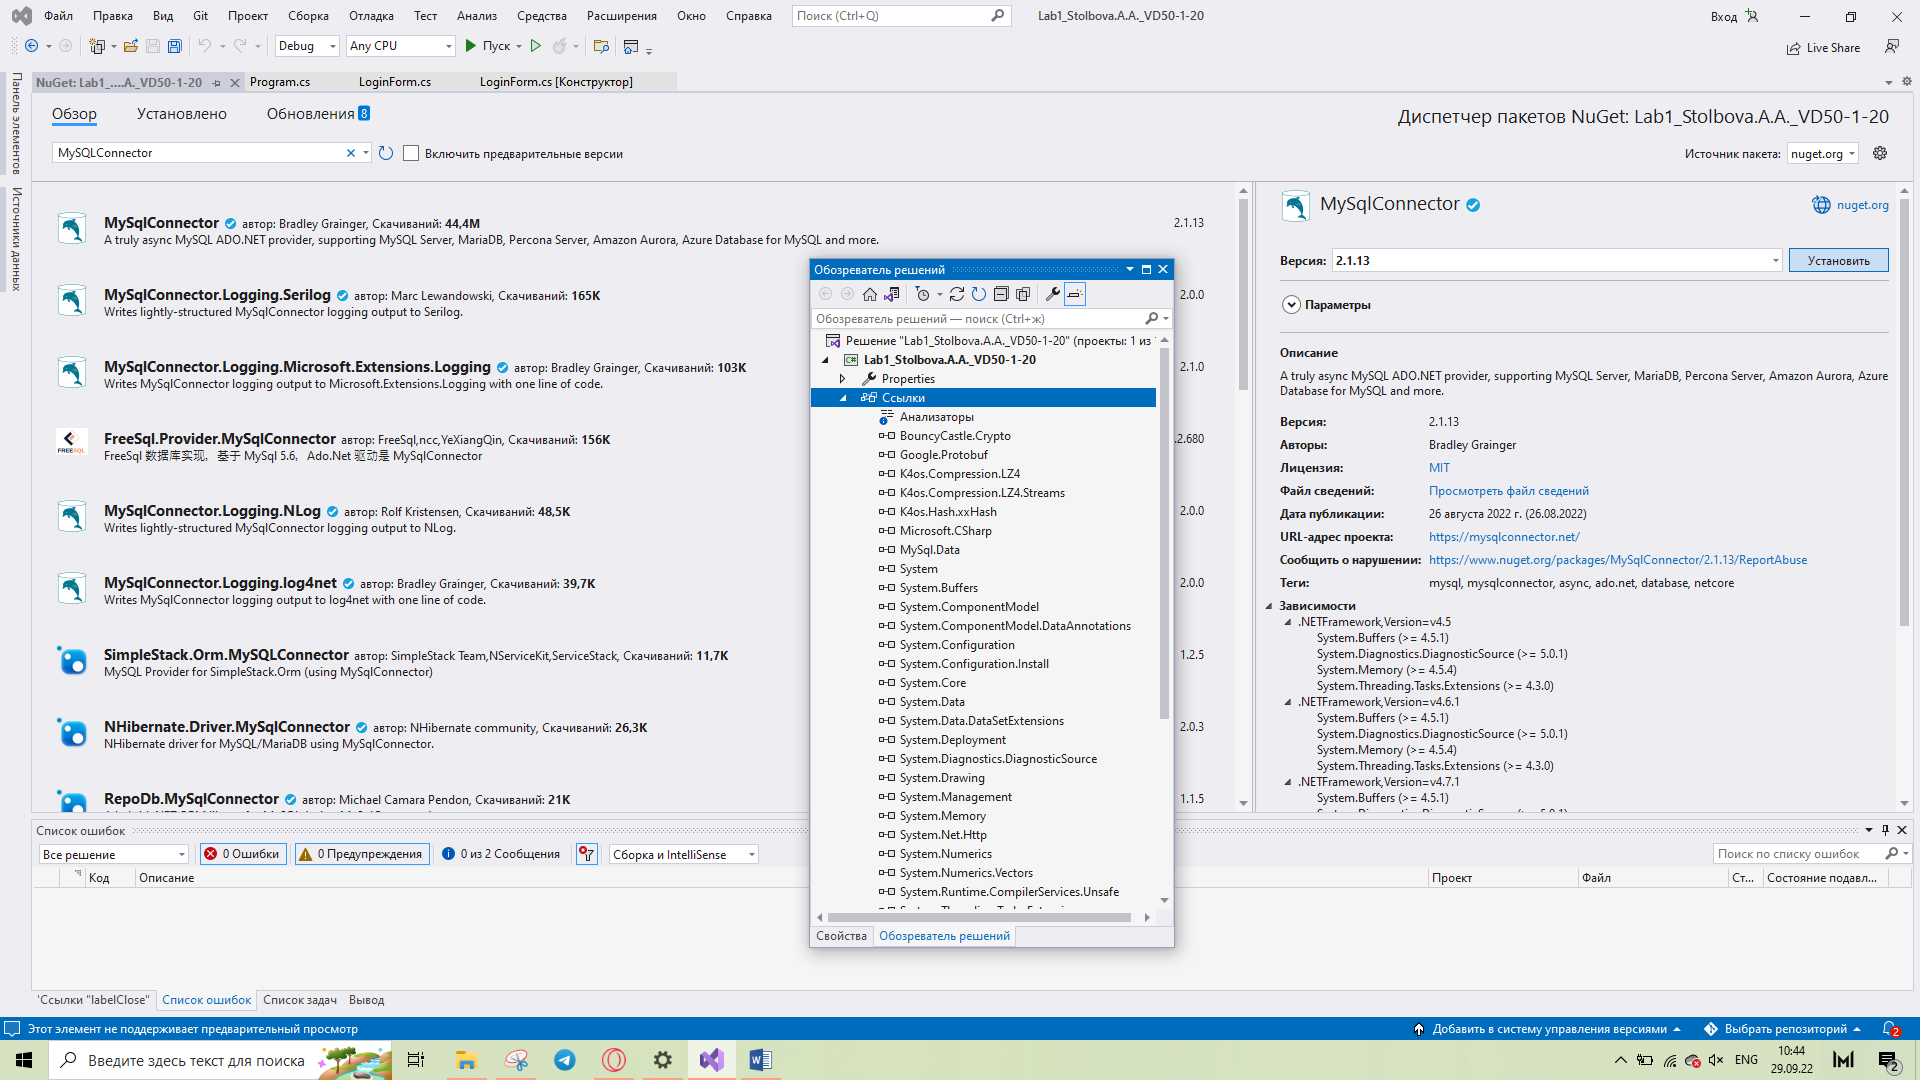 Файл Правка Вид Git Проект Сборка Отладка Тест Анализ Средства Расширения Окно Справка Поиск (Ctrl+Q) Lab1_Stolbova.A.A._VD50-1-20 Вход
Debug Any CPU Пуск Live Share
NuGet: Lab1_....A._VD50-1-20 Program.cs LoginForm.cs LoginForm.cs [Конструктор]
Панель элементов
Источники данных
Обзор Установлено Обновления 8
Диспетчер пакетов NuGet: Lab1_Stolbova.A.A._VD50-1-20
MySQLConnector Включить предварительные версии
Источник пакета: nuget.org
MySqlConnector автор: Bradley Grainger, Скачиваний: 44,4M 2.1.13
A truly async MySQL ADO.NET provider, supporting MySQL Server, MariaDB, Percona Server, Amazon Aurora, Azure Database for MySQL and more.
MySqlConnector.Logging.Serilog автор: Marc Lewandowski, Скачиваний: 165K 2.0.0
Writes lightly-structured MySqlConnector logging output to Serilog.
MySqlConnector.Logging.Microsoft.Extensions.Logging автор: Bradley Grainger, Скачиваний: 103K 2.1.0
Writes MySqlConnector logging output to Microsoft.Extensions.Logging with one line of code.
FREESQL
FreeSql.Provider.MySqlConnector автор: FreeSql,ncc,YeXiangQin, Скачиваний: 156K .2.680
FreeSql 数据库实现，基于 MySql 5.6，Ado.Net 驱动是 MySqlConnector
MySqlConnector.Logging.NLog автор: Rolf Kristensen, Скачиваний: 48,5K 2.0.0
Writes lightly-structured MySqlConnector logging output to NLog.
MySqlConnector.Logging.log4net автор: Bradley Grainger, Скачиваний: 39,7K 2.0.0
Writes MySqlConnector logging output to log4net with one line of code.
SimpleStack.Orm.MySQLConnector автор: SimpleStack Team,NServiceKit,ServiceStack, Скачиваний: 11,7K 1.2.5
MySQL Provider for SimpleStack.Orm (using MySqlConnector)
NHibernate.Driver.MySqlConnector автор: NHibernate community, Скачиваний: 26,3K 2.0.3
NHibernate driver for MySQL/MariaDB using MySqlConnector.
RepoDb.MySqlConnector автор: Michael Camara Pendon, Скачиваний: 21K 1.1.5
Обозреватель решений
Обозреватель решений — поиск (Ctrl+ж)
Решение "Lab1_Stolbova.A.A._VD50-1-20" (проекты: 1 из
C# Lab1_Stolbova.A.A._VD50-1-20
Properties
Ссылки
Анализаторы
BouncyCastle.Crypto
Google.Protobuf
K4os.Compression.LZ4
K4os.Compression.LZ4.Streams
K4os.Hash.xxHash
Microsoft.CSharp
MySql.Data
System
System.Buffers
System.ComponentModel
System.ComponentModel.DataAnnotations
System.Configuration
System.Configuration.Install
System.Core
System.Data
System.Data.DataSetExtensions
System.Deployment
System.Diagnostics.DiagnosticSource
System.Drawing
System.Management
System.Memory
System.Net.Http
System.Numerics
System.Numerics.Vectors
System.Runtime.CompilerServices.Unsafe
Свойства Обозреватель решений
MySqlConnector nuget.org
Версия: 2.1.13 Установить
Параметры
Описание
A truly async MySQL ADO.NET provider, supporting MySQL Server, MariaDB, Percona Server, Amazon Aurora, Azure
Database for MySQL and more.
Версия: 2.1.13
Авторы: Bradley Grainger
Лицензия: MIT
Файл сведений: Просмотреть файл сведений
Дата публикации: 26 августа 2022 г. (26.08.2022)
URL-адрес проекта: https://mysqlconnector.net/
Сообщить о нарушении: https://www.nuget.org/packages/MySqlConnector/2.1.13/ReportAbuse
Теги: mysql, mysqlconnector, async, ado.net, database, netcore
Зависимости
.NETFramework,Version=v4.5
System.Buffers (>= 4.5.1)
System.Diagnostics.DiagnosticSource (>= 5.0.1)
System.Memory (>= 4.5.4)
System.Threading.Tasks.Extensions (>= 4.3.0)
.NETFramework,Version=v4.6.1
System.Buffers (>= 4.5.1)
System.Diagnostics.DiagnosticSource (>= 5.0.1)
System.Memory (>= 4.5.4)
System.Threading.Tasks.Extensions (>= 4.3.0)
.NETFramework,Version=v4.7.1
System.Buffers (>= 4.5.1)
Список ошибок
Все решение 0 Ошибки 0 Предупреждения 0 из 2 Сообщения Сборка и IntelliSense Поиск по списку ошибок
Код Описание Проект Файл Ст... Состояние подавл...
'Ссылки "labelClose" Список ошибок Список задач Вывод
Этот элемент не поддерживает предварительный просмотр Добавить в систему управления версиями Выбрать репозиторий 2
Введите здесь текст для поиска ENG 10:44
29.09.22 2